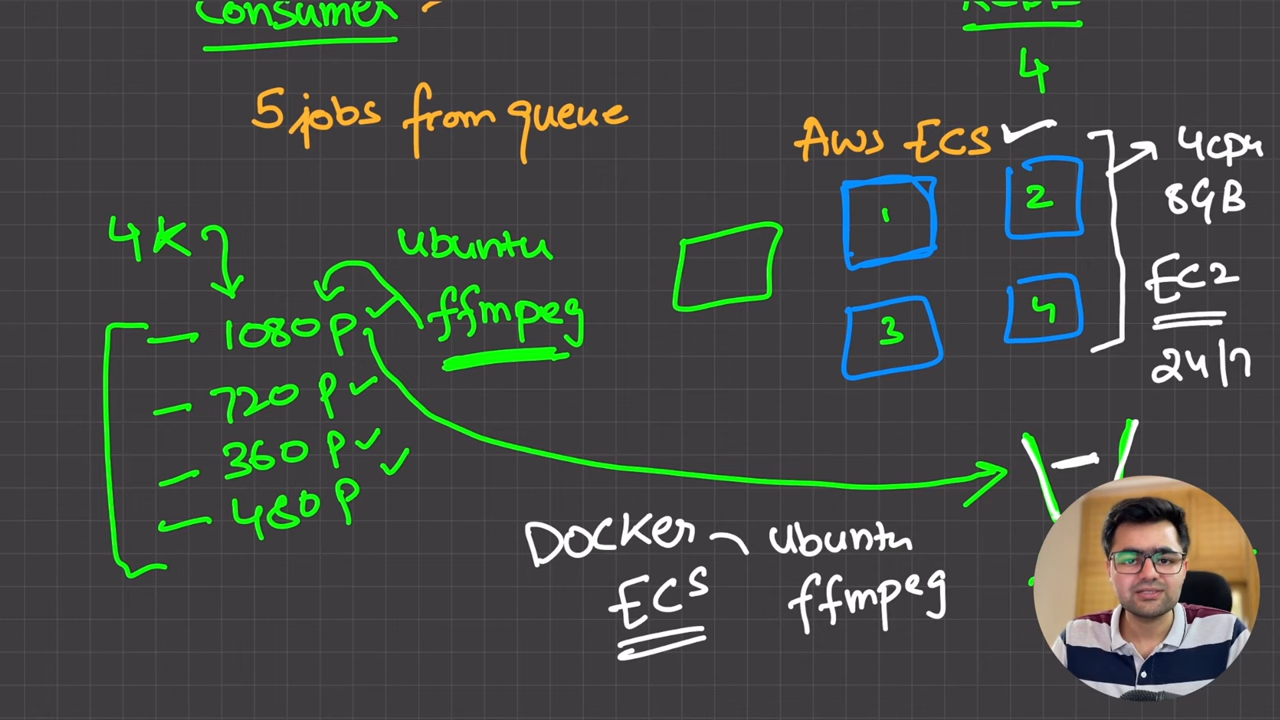 Consumer
4
5 jobs from queue
AWS ECS
4cpu
8GB
1
2
3
4
EC2
24/7
4K
ubuntu
ffmpeg
1080P
720P
360P
480P
DOCKER
ubuntu
ECS
ffmpeg